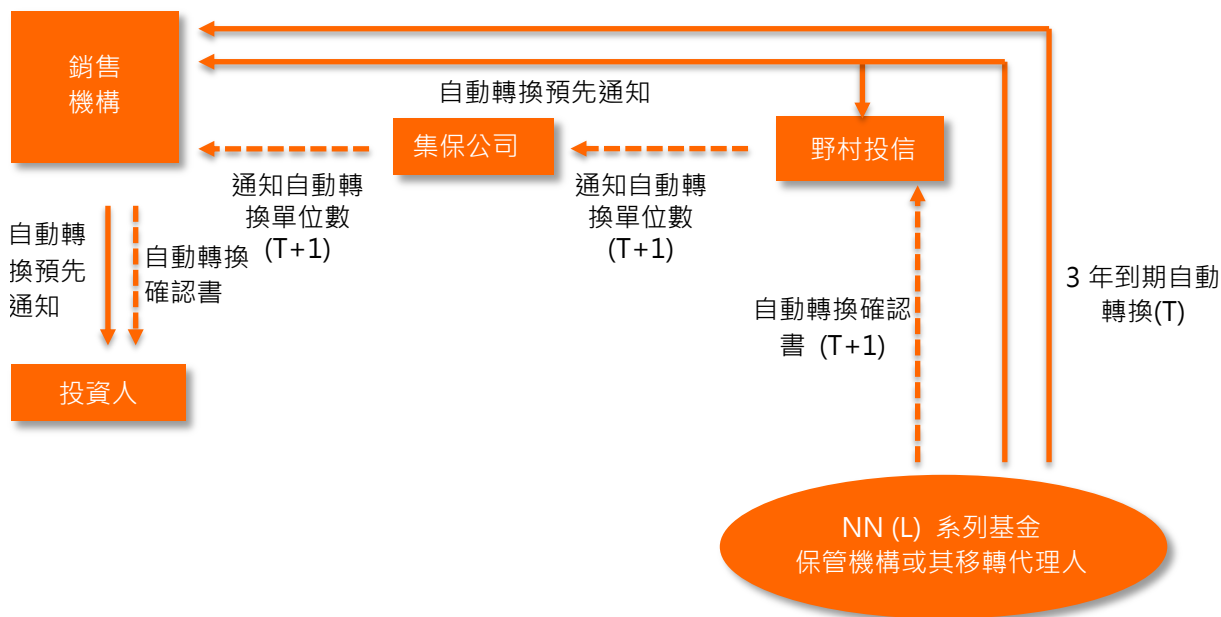 銷售
機構
自動轉換預先通知
集保公司
野村投信
通知自動轉
換單位數
(T+1)
通知自動轉
換單位數
(T+1)
自動轉
換預先
通知
自動轉換
確認書
3 年到期自動
轉換(T)
自動轉換確認
書 (T+1)
投資人
NN (L) 系列基金
保管機構或其移轉代理人